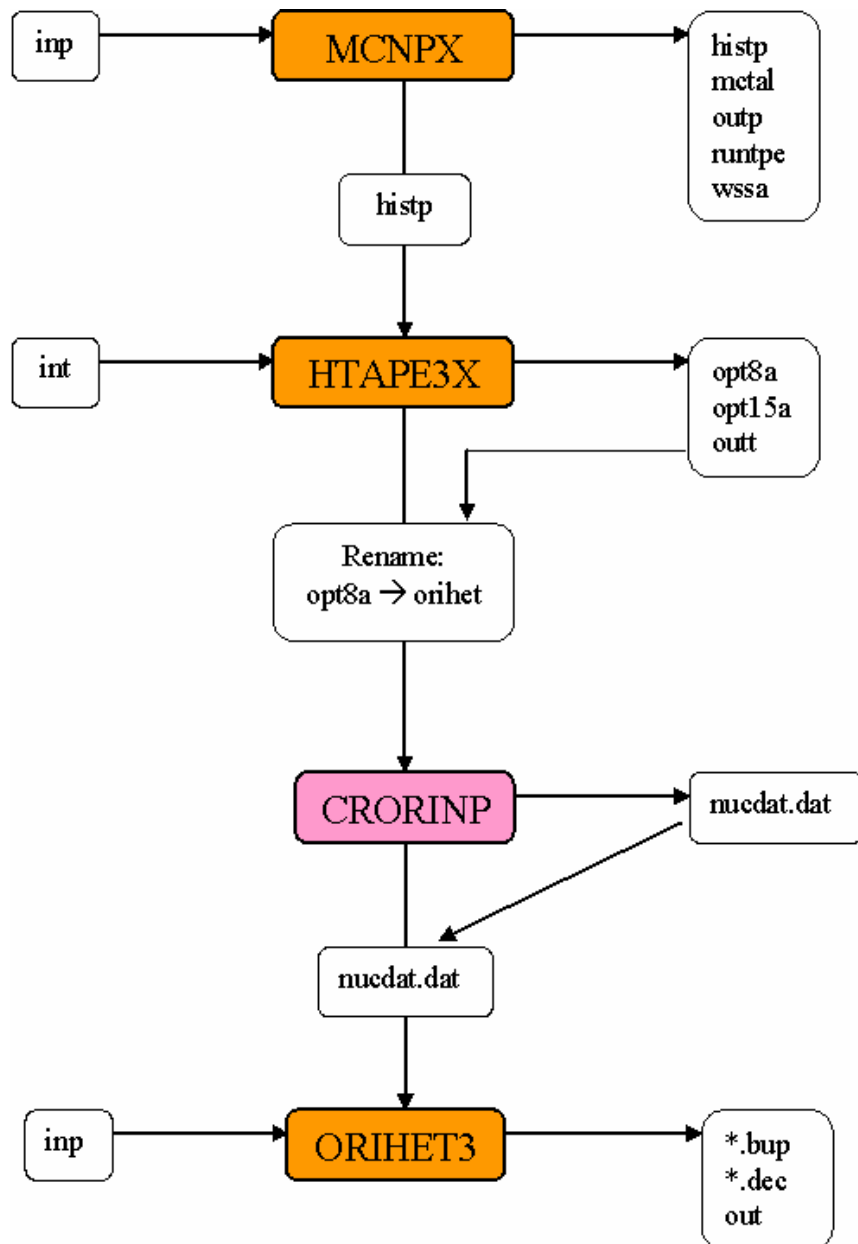 inp
MCNPX
histp
mctal
outp
runtpe
wssa
histp
int
HTAPE3X
opt8a
opt15a
outt
Rename:
opt8a → orihet
CRORINP
nucdat.dat
nucdat.dat
inp
ORIHET3
*.bup
*.dec
out